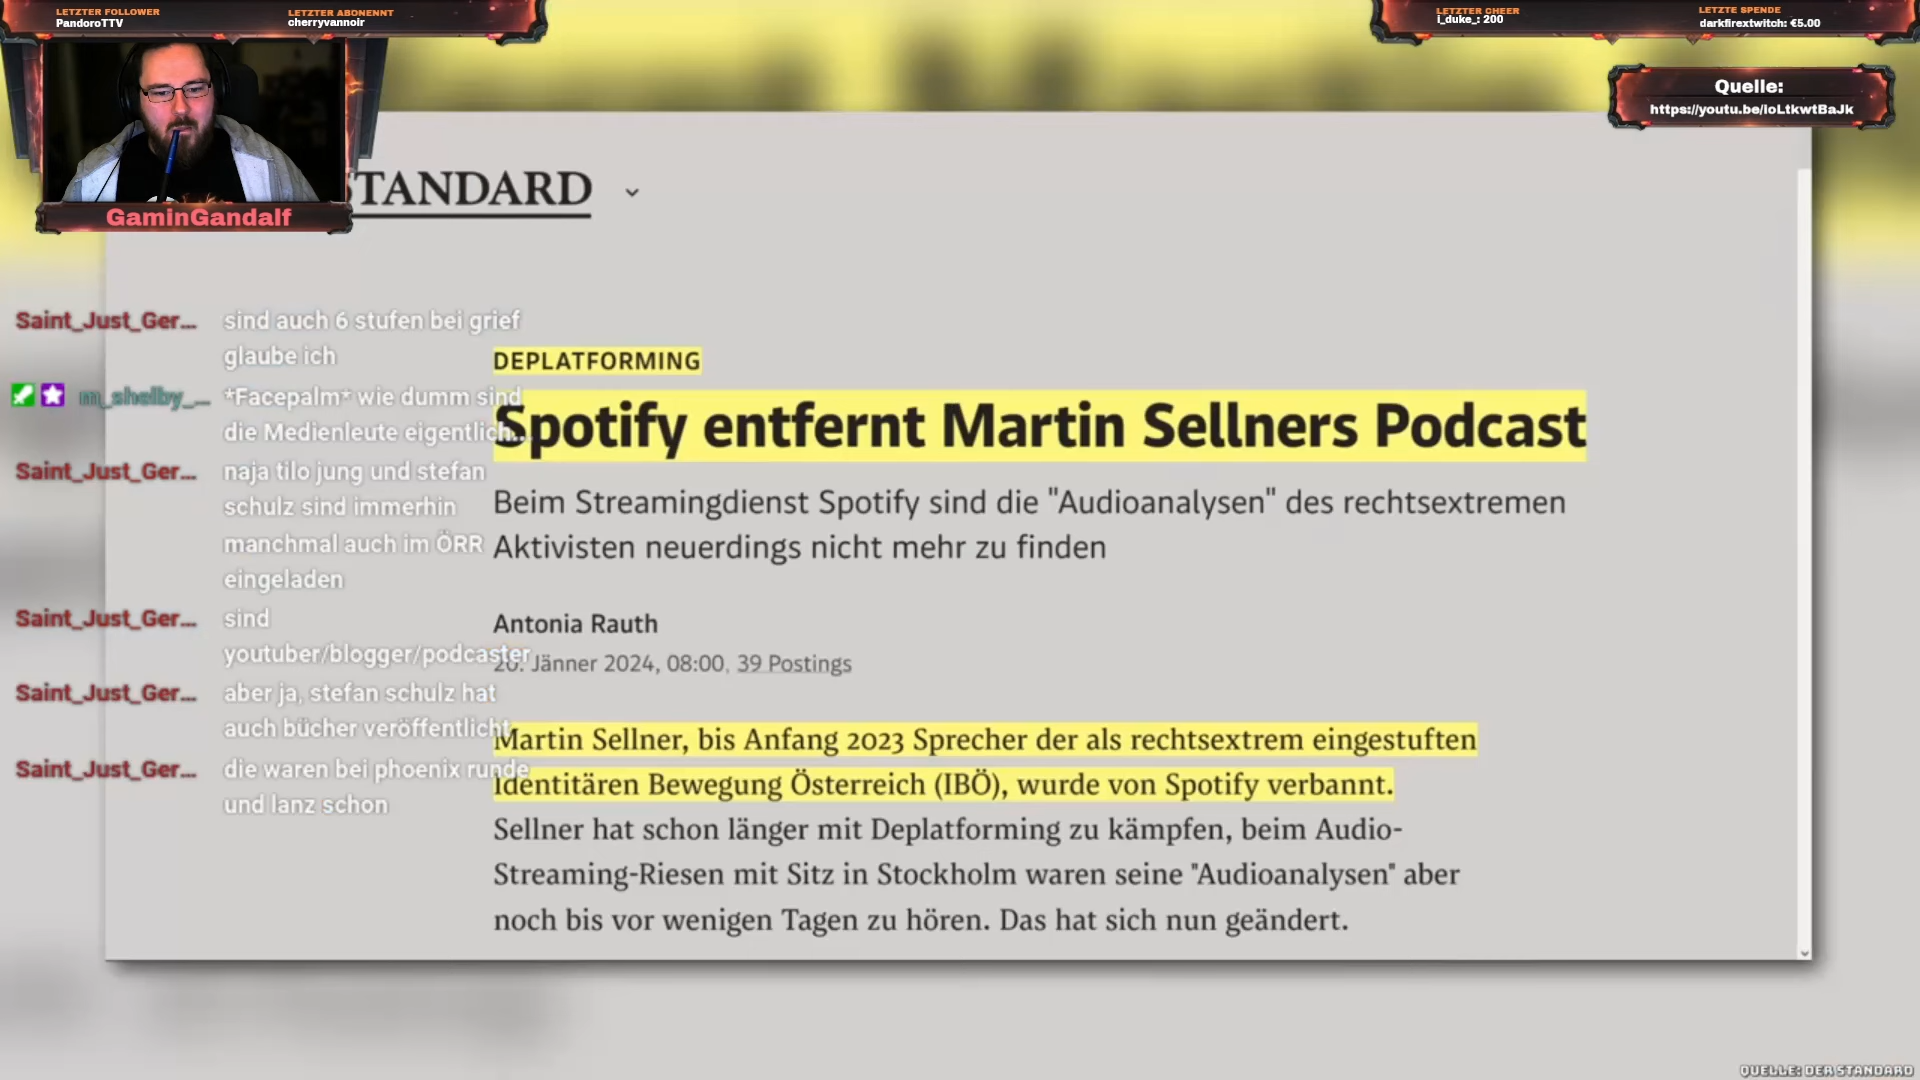 LETZTER FOLLOWER
PandoroTTV
LETZTER ABONENNT
cherryvannoir
LETZTER CHEER
i_duke_: 200
LETZTE SPENDE
darkfirextwitch: €5.00
Quelle:
https://youtu.be/loLtkwtBaJk
GaminGandalf
STANDARD
Saint_Just_Ger... sind auch 6 stufen bei grief
glaube ich
m_shelby_... *Facepalm* wie dumm sind
die Medienleute eigentlich...
Saint_Just_Ger... naja tilo jung und stefan
schulz sind immerhin
manchmal auch im ÖRR
eingeladen
Saint_Just_Ger... sind
youtuber/blogger/podcaster
Saint_Just_Ger... aber ja, stefan schulz hat
auch bücher veröffentlicht
Saint_Just_Ger... die waren bei phoenix runde
und lanz schon
DEPLATFORMING
Spotify entfernt Martin Sellners Podcast
Beim Streamingdienst Spotify sind die "Audioanalysen" des rechtsextremen
Aktivisten neuerdings nicht mehr zu finden
Antonia Rauth
26. Jänner 2024, 08:00, 39 Postings
Martin Sellner, bis Anfang 2023 Sprecher der als rechtsextrem eingestuften
Identitären Bewegung Österreich (IBÖ), wurde von Spotify verbannt.
Sellner hat schon länger mit Deplatforming zu kämpfen, beim Audio-
Streaming-Riesen mit Sitz in Stockholm waren seine "Audioanalysen" aber
noch bis vor wenigen Tagen zu hören. Das hat sich nun geändert.
QUELLE: DER STANDARD